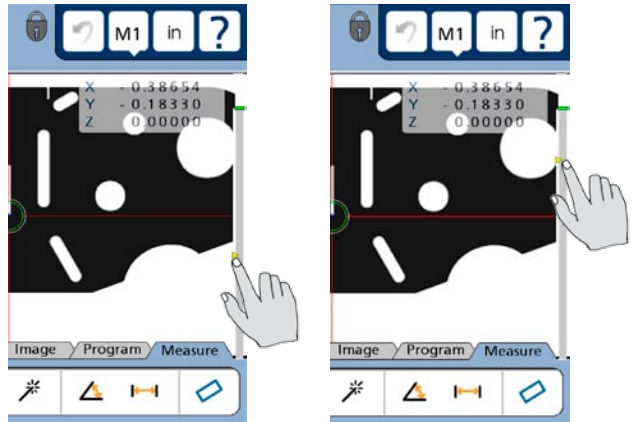 M1 in ?
X - 0.38654
Y - 0.18330
Z 0.00000
Image Program Measure
M1 in ?
X - 0.38654
Y - 0.18330
Z 0.00000
Image Program Measure